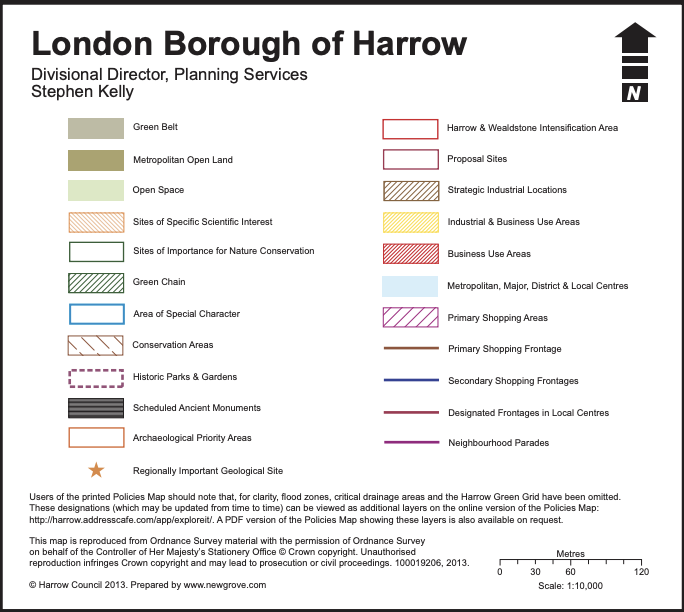 London Borough of Harrow
Divisional Director, Planning Services
Stephen Kelly
N
Green Belt
Metropolitan Open Land
Open Space
Sites of Specific Scientific Interest
Sites of Importance for Nature Conservation
Green Chain
Area of Special Character
Conservation Areas
Historic Parks & Gardens
Scheduled Ancient Monuments
Archaeological Priority Areas
Regionally Important Geological Site
Harrow & Wealdstone Intensification Area
Proposal Sites
Strategic Industrial Locations
Industrial & Business Use Areas
Business Use Areas
Metropolitan, Major, District & Local Centres
Primary Shopping Areas
Primary Shopping Frontage
Secondary Shopping Frontages
Designated Frontages in Local Centres
Neighbourhood Parades
Users of the printed Policies Map should note that, for clarity, flood zones, critical drainage areas and the Harrow Green Grid have been omitted.
These designations (which may be updated from time to time) can be viewed as additional layers on the online version of the Policies Map:
http://harrow.addresscafe.com/app/exploreit/. A PDF version of the Policies Map showing these layers is also available on request.
This map is reproduced from Ordnance Survey material with the permission of Ordnance Survey
on behalf of the Controller of Her Majesty's Stationery Office © Crown copyright. Unauthorised
reproduction infringes Crown copyright and may lead to prosecution or civil proceedings. 100019206, 2013.
© Harrow Council 2013. Prepared by www.newgrove.com
Metres
0 30 60 120
Scale: 1:10,000